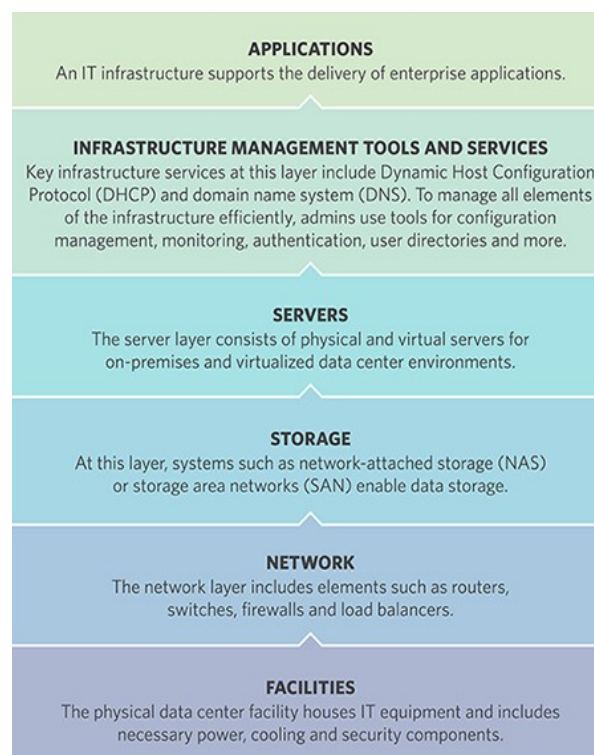 APPLICATIONS
An IT infrastructure supports the delivery of enterprise applications.
INFRASTRUCTURE MANAGEMENT TOOLS AND SERVICES
Key infrastructure services at this layer include Dynamic Host Configuration
Protocol (DHCP) and domain name system (DNS). To manage all elements
of the infrastructure efficiently, admins use tools for configuration
management, monitoring, authentication, user directories and more.
SERVERS
The server layer consists of physical and virtual servers for
on-premises and virtualized data center environments.
STORAGE
At this layer, systems such as network-attached storage (NAS)
or storage area networks (SAN) enable data storage.
NETWORK
The network layer includes elements such as routers,
switches, firewalls and load balancers.
FACILITIES
The physical data center facility houses IT equipment and includes
necessary power, cooling and security components.